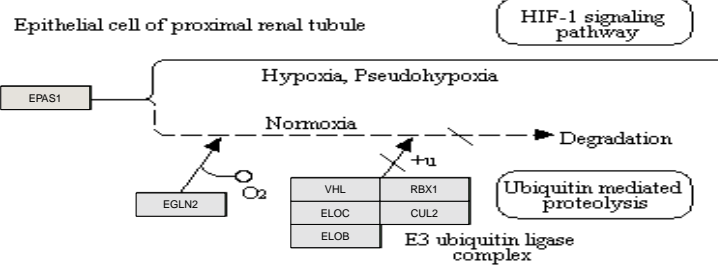 Epithelial cell of proximal renal tubule
HIF-1 signaling
pathway
Hypoxia, Pseudohypoxia
EPAS1
Normoxia
Degradation
+u
O2
EGLN2
VHL
RBX1
ELOC
CUL2
ELOB
Ubiquitin mediated
proteolysis
E3 ubiquitin ligase
complex